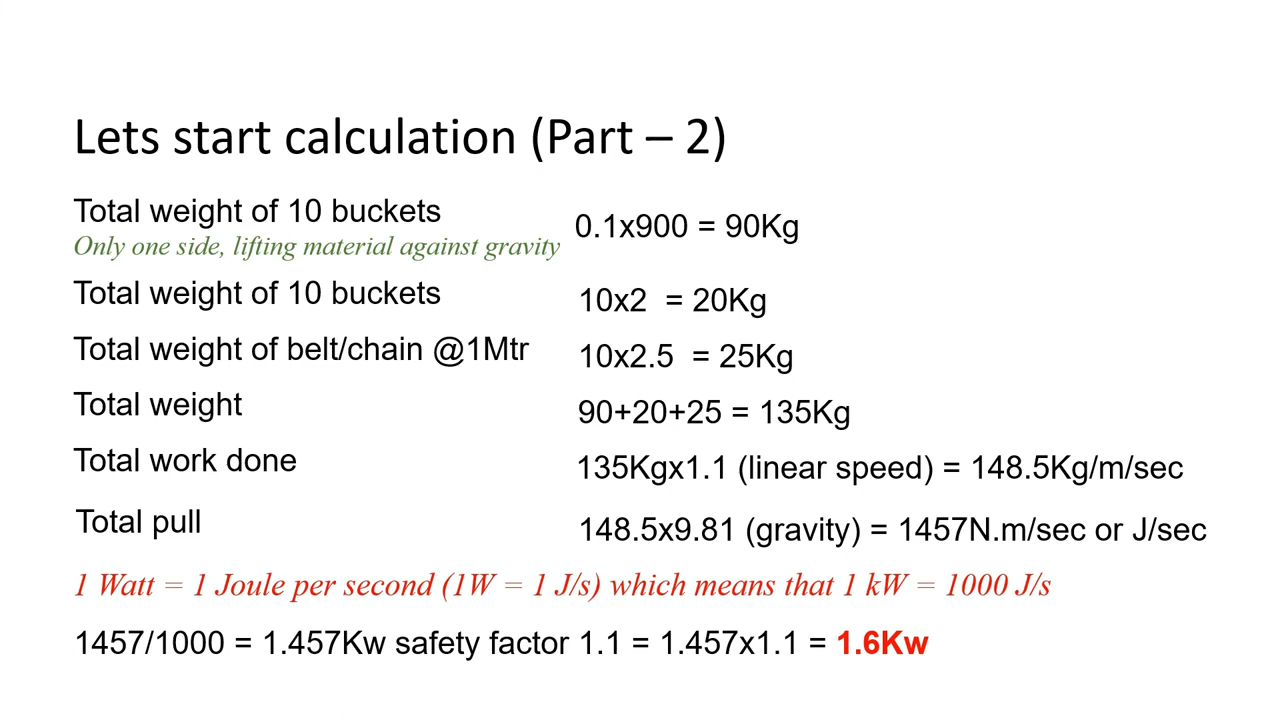 Lets start calculation (Part – 2)
Total weight of 10 buckets
Only one side, lifting material against gravity
0.1x900 = 90Kg
Total weight of 10 buckets
10x2 = 20Kg
Total weight of belt/chain @1Mtr
10x2.5 = 25Kg
Total weight
90+20+25 = 135Kg
Total work done
135Kgx1.1 (linear speed) = 148.5Kg/m/sec
Total pull
148.5x9.81 (gravity) = 1457N.m/sec or J/sec
1 Watt = 1 Joule per second (1W = 1 J/s) which means that 1 kW = 1000 J/s
1457/1000 = 1.457Kw safety factor 1.1 = 1.457x1.1 = 1.6Kw